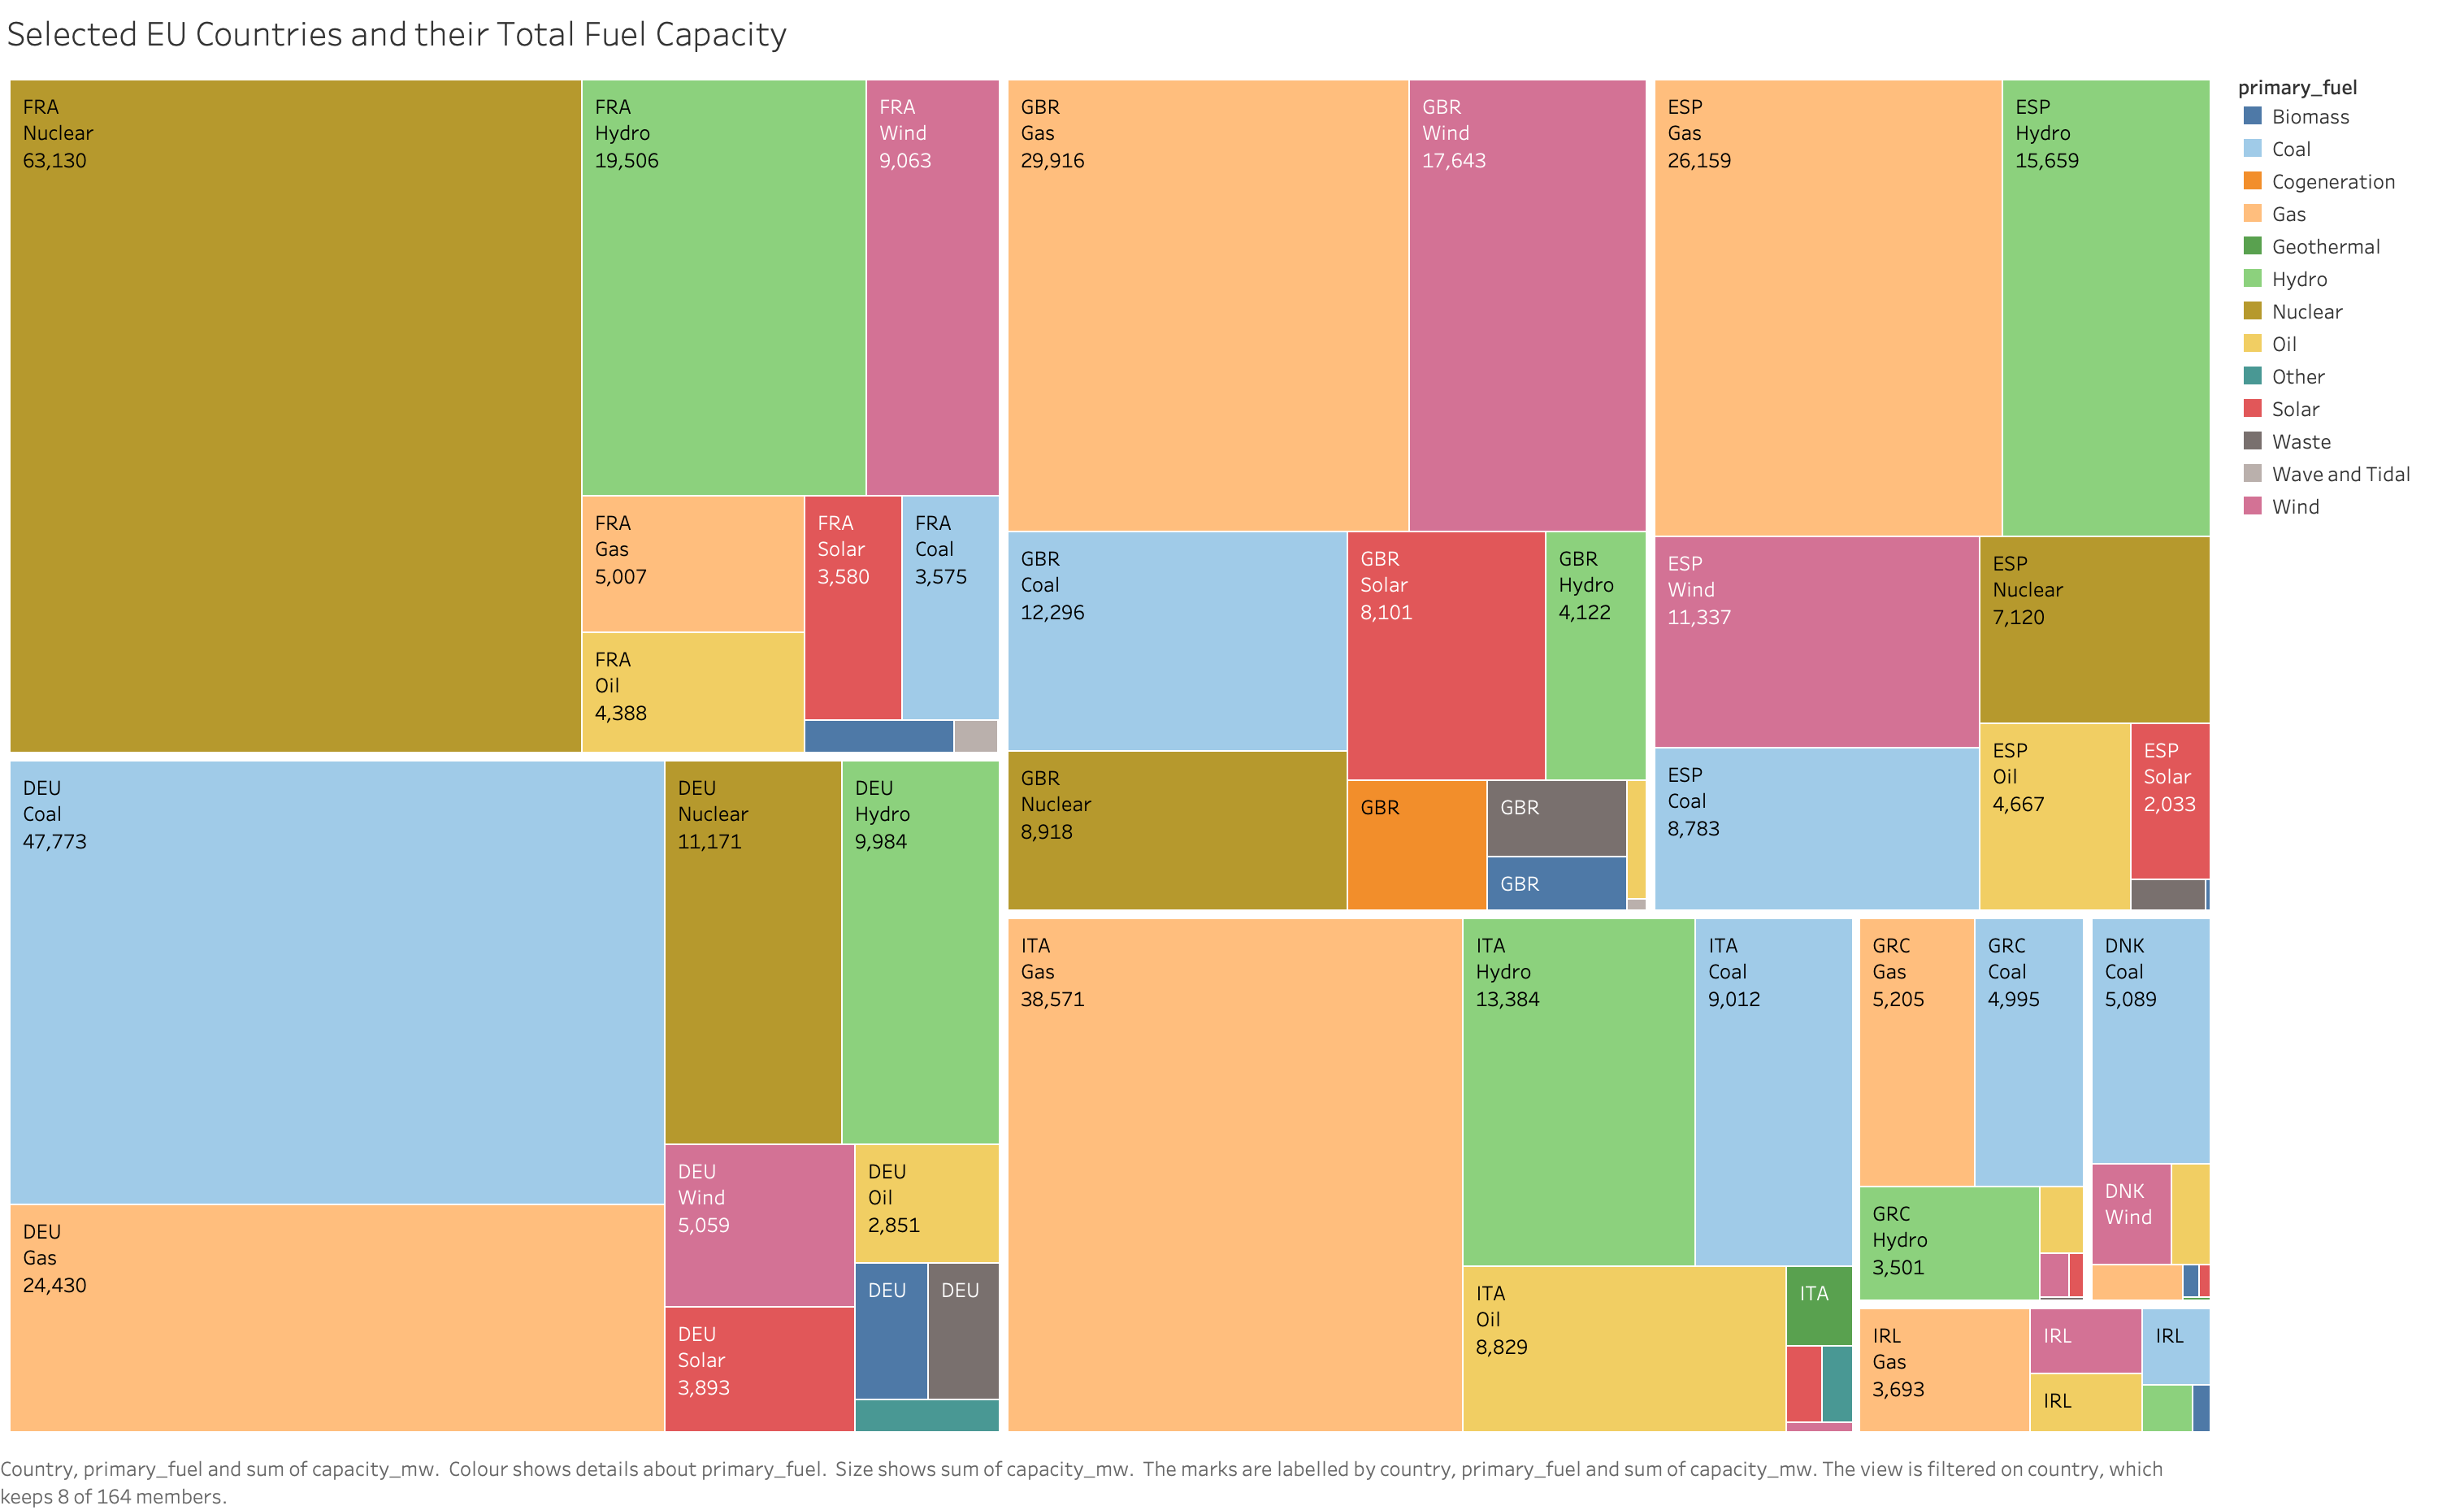 Selected EU Countries and their Total Fuel Capacity
FRA
Nuclear
63,130
FRA
Hydro
19,506
FRA
Wind
9,063
FRA
Gas
5,007
FRA
Solar
3,580
FRA
Coal
3,575
FRA
Oil
4,388
DEU
Coal
47,773
DEU
Gas
24,430
DEU
Nuclear
11,171
DEU
Hydro
9,984
DEU
Wind
5,059
DEU
Oil
2,851
DEU
Solar
3,893
DEU
DEU
GBR
Gas
29,916
GBR
Wind
17,643
GBR
Coal
12,296
GBR
Solar
8,101
GBR
Hydro
4,122
GBR
Nuclear
8,918
GBR
GBR
GBR
ESP
Gas
26,159
ESP
Hydro
15,659
ESP
Wind
11,337
ESP
Nuclear
7,120
ESP
Coal
8,783
ESP
Oil
4,667
ESP
Solar
2,033
ITA
Gas
38,571
ITA
Hydro
13,384
ITA
Coal
9,012
ITA
Oil
8,829
ITA
GRC
Gas
5,205
GRC
Coal
4,995
GRC
Hydro
3,501
DNK
Coal
5,089
DNK
Wind
IRL
Gas
3,693
IRL
IRL
IRL
primary_fuel
Biomass
Coal
Cogeneration
Gas
Geothermal
Hydro
Nuclear
Oil
Other
Solar
Waste
Wave and Tidal
Wind
Country, primary_fuel and sum of capacity_mw.  Colour shows details about primary_fuel.  Size shows sum of capacity_mw.  The marks are labelled by country, primary_fuel and sum of capacity_mw. The view is filtered on country, which
keeps 8 of 164 members.